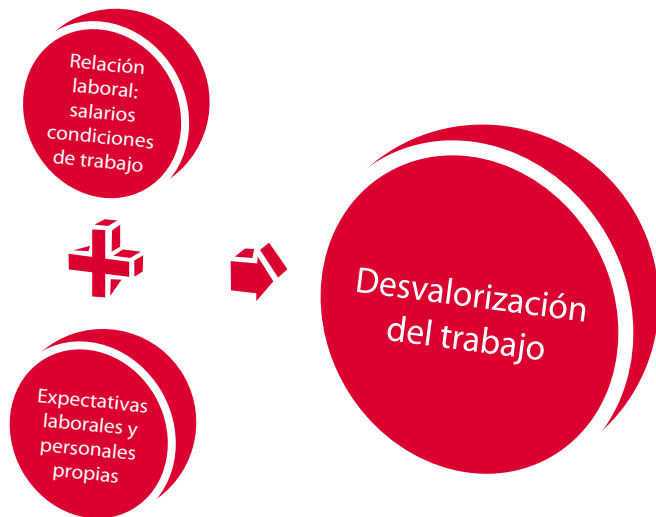 Relación
laboral:
salarios
condiciones
de trabajo
Expectativas
laborales y
personales
propias
Desvalorización
del trabajo